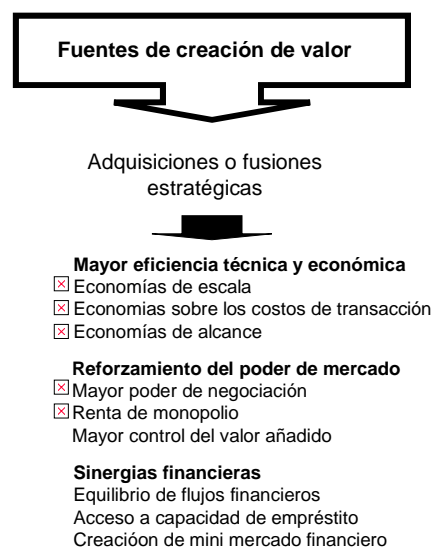 Fuentes de creación de valor
Adquisiciones o fusiones
estratégicas
Mayor eficiencia técnica y económica
Economías de escala
Economias sobre los costos de transacción
Economías de alcance
Reforzamiento del poder de mercado
Mayor poder de negociación
Renta de monopolio
Mayor control del valor añadido
Sinergias financieras
Equilibrio de flujos financieros
Acceso a capacidad de empréstito
Creacióon de mini mercado financiero